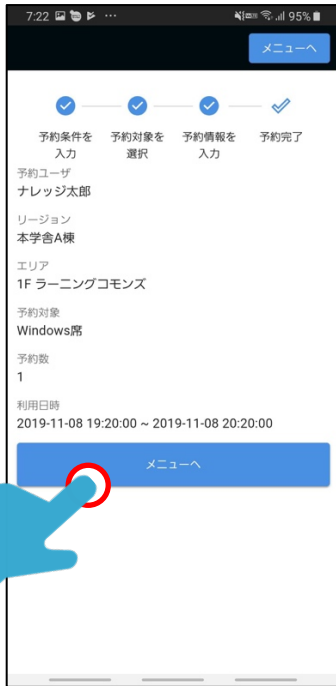 7:22 ··· 95%
メニューへ
予約条件を 予約対象を 予約情報を 予約完了
入力 選択 入力
予約ユーザ
ナレッジ太郎
リージョン
本学舎A棟
エリア
1F ラーニングコモンズ
予約対象
Windows席
予約数
1
利用日時
2019-11-08 19:20:00 ~ 2019-11-08 20:20:00
メニューへ